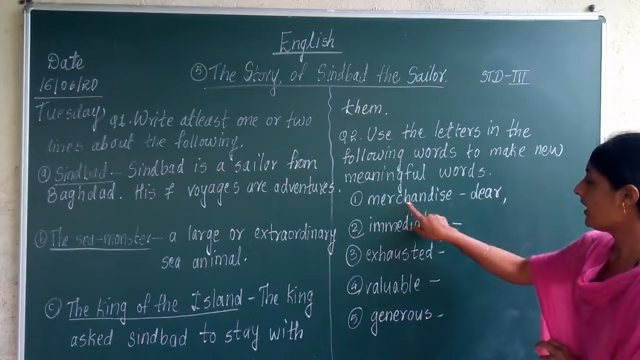 English
Date
16/06/20
Tuesday
⑤ The Story of Sindbad the Sailor.
STD-III
Q1. Write atleast one or two
lines about the following.
ⓐ Sindbad - Sindbad is a sailor from
Baghdad. His 7 voyages are adventures.
The sea-monster - a large or extraordinary
sea animal.
ⓒ The king of the Island - The king
asked sindbad to stay with
them.
Q2. Use the letters in the
following words to make new
meaningful words.
① merchandise - dear,
② immedi
③ exhausted -
④ valuable -
⑤ generous -